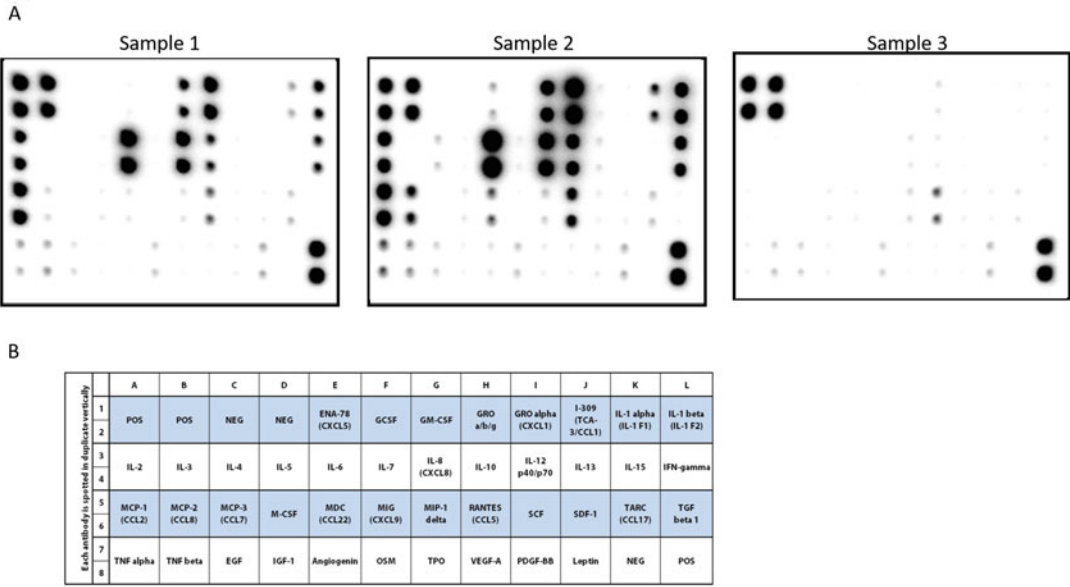 A
Sample 1 Sample 2 Sample 3
B
Each antibody is spotted in duplicate vertically
A B C D E F G H I J K L
1
2
POS POS NEG NEG ENA-78 (CXCL5) GCSF GM-CSF GRO a/b/g GRO alpha (CXCL1) I-309 (TCA-3/CCL1) IL-1 alpha (IL-1 F1) IL-1 beta (IL-1 F2)
3
4
IL-2 IL-3 IL-4 IL-5 IL-6 IL-7 IL-8 (CXCL8) IL-10 IL-12 p40/p70 IL-13 IL-15 IFN-gamma
5
6
MCP-1 (CCL2) MCP-2 (CCL8) MCP-3 (CCL7) M-CSF MDC (CCL22) MIG (CXCL9) MIP-1 delta RANTES (CCL5) SCF SDF-1 TARC (CCL17) TGF beta 1
7
8
TNF alpha TNF beta EGF IGF-1 Angiogenin OSM TPO VEGF-A PDGF-BB Leptin NEG POS